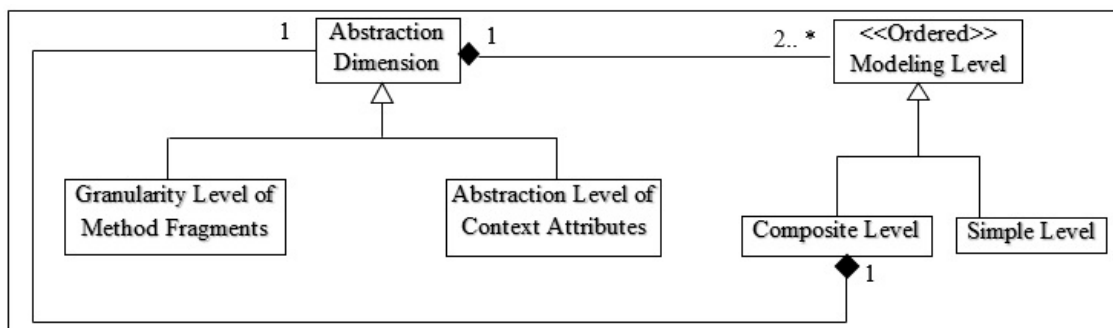 1
Abstraction
Dimension
1
2.. *
<<Ordered>>
Modeling Level
Granularity Level of
Method Fragments
Abstraction Level of
Context Attributes
Composite Level
Simple Level
1